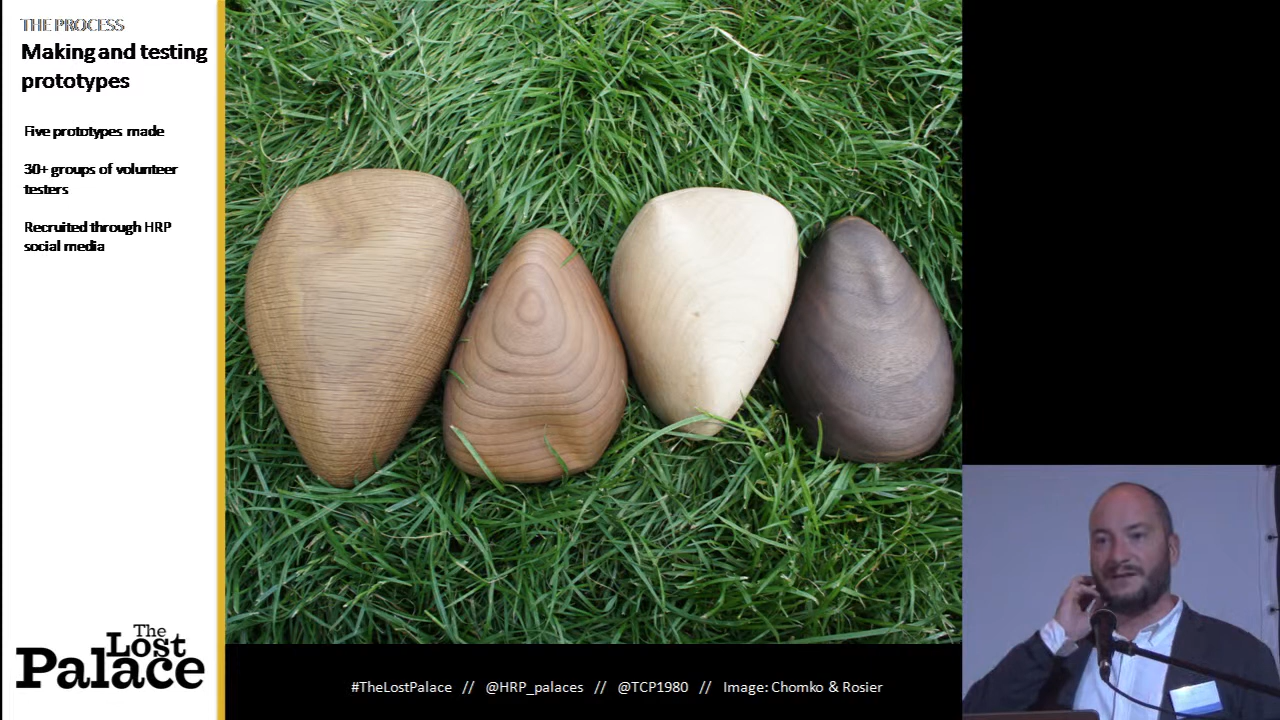 THE PROCESS
Making and testing
prototypes
Five prototypes made
30+ groups of volunteer
testers
Recruited through HRP
social media
The
Lost
Palace
#TheLostPalace // @HRP_palaces // @TCP1980 // Image: Chomko & Rosier